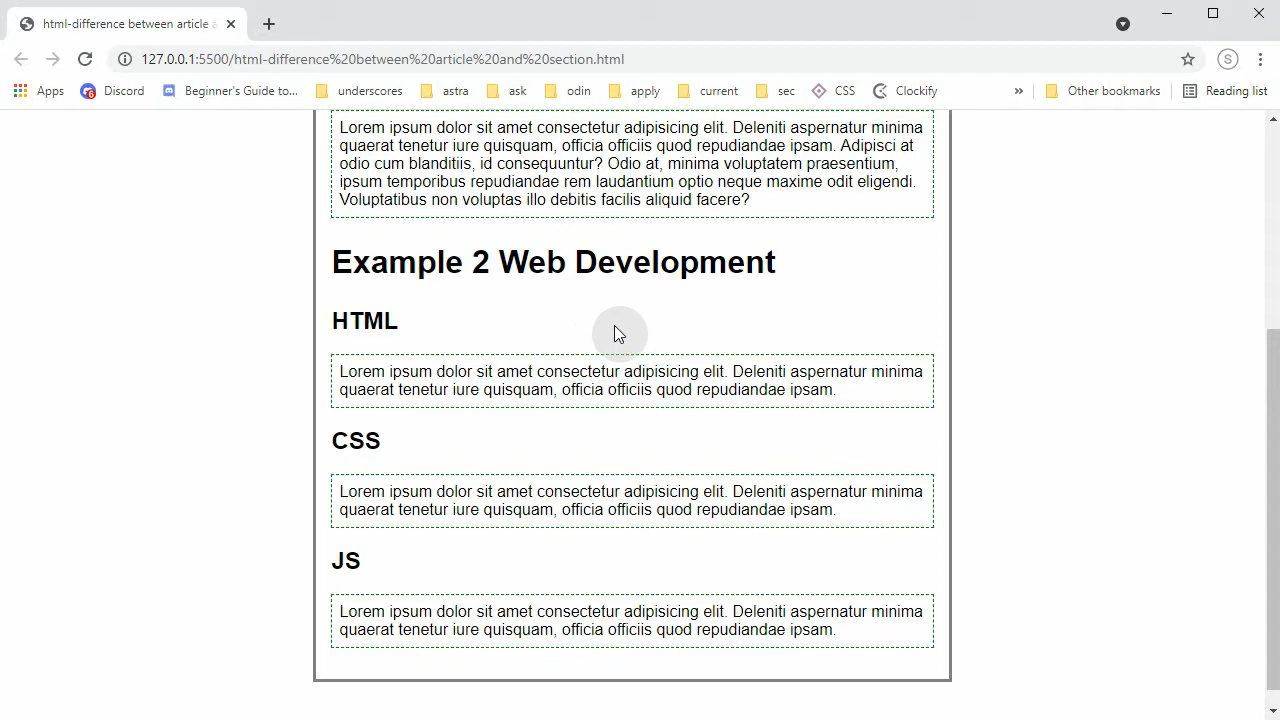 html-difference between article a
127.0.0.1:5500/html-difference%20between%20article%20and%20section.html
S
Apps
6
Discord
Beginner's Guide to...
underscores
astra
ask
odin
apply
current
sec
CSS
Clockify
»
Other bookmarks
Reading list
Lorem ipsum dolor sit amet consectetur adipisicing elit. Deleniti aspernatur minima
quaerat tenetur iure quisquam, officia officiis quod repudiandae ipsam. Adipisci at
odio cum blanditiis, id consequuntur? Odio at, minima voluptatem praesentium,
ipsum temporibus repudiandae rem laudantium optio neque maxime odit eligendi.
Voluptatibus non voluptas illo debitis facilis aliquid facere?
Example 2 Web Development
HTML
Lorem ipsum dolor sit amet consectetur adipisicing elit. Deleniti aspernatur minima
quaerat tenetur iure quisquam, officia officiis quod repudiandae ipsam.
CSS
Lorem ipsum dolor sit amet consectetur adipisicing elit. Deleniti aspernatur minima
quaerat tenetur iure quisquam, officia officiis quod repudiandae ipsam.
JS
Lorem ipsum dolor sit amet consectetur adipisicing elit. Deleniti aspernatur minima
quaerat tenetur iure quisquam, officia officiis quod repudiandae ipsam.